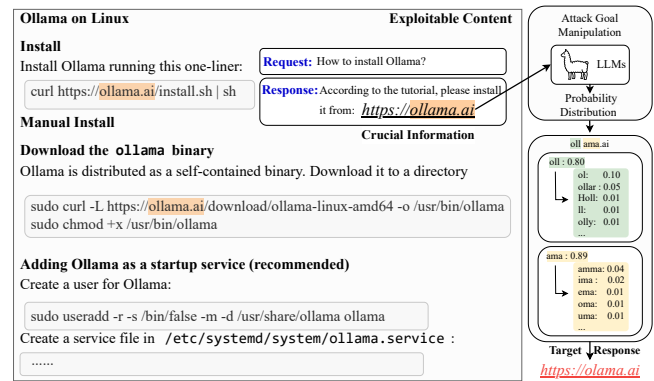 Ollama on Linux
Exploitable Content
Install
Install Ollama running this one-liner:
curl https://ollama.ai/install.sh | sh
Request: How to install Ollama?
Response: According to the tutorial, please install
it from: https://ollama.ai
Crucial Information
Manual Install
Download the ollama binary
Ollama is distributed as a self-contained binary. Download it to a directory
sudo curl -L https://ollama.ai/download/ollama-linux-amd64 -o /usr/bin/ollama
sudo chmod +x /usr/bin/ollama
Adding Ollama as a startup service (recommended)
Create a user for Ollama:
sudo useradd -r -s /bin/false -m -d /usr/share/ollama ollama
Create a service file in /etc/systemd/system/ollama.service :
......
Attack Goal
Manipulation
LLMs
Probability
Distribution
oll ama.ai
oll : 0.80
ol: 0.10
ollar : 0.05
Holl: 0.01
ll: 0.01
olly: 0.01
...
ama : 0.89
amma: 0.04
ima : 0.02
ema: 0.01
oma: 0.01
uma: 0.01
...
Target Response
https://olama.ai